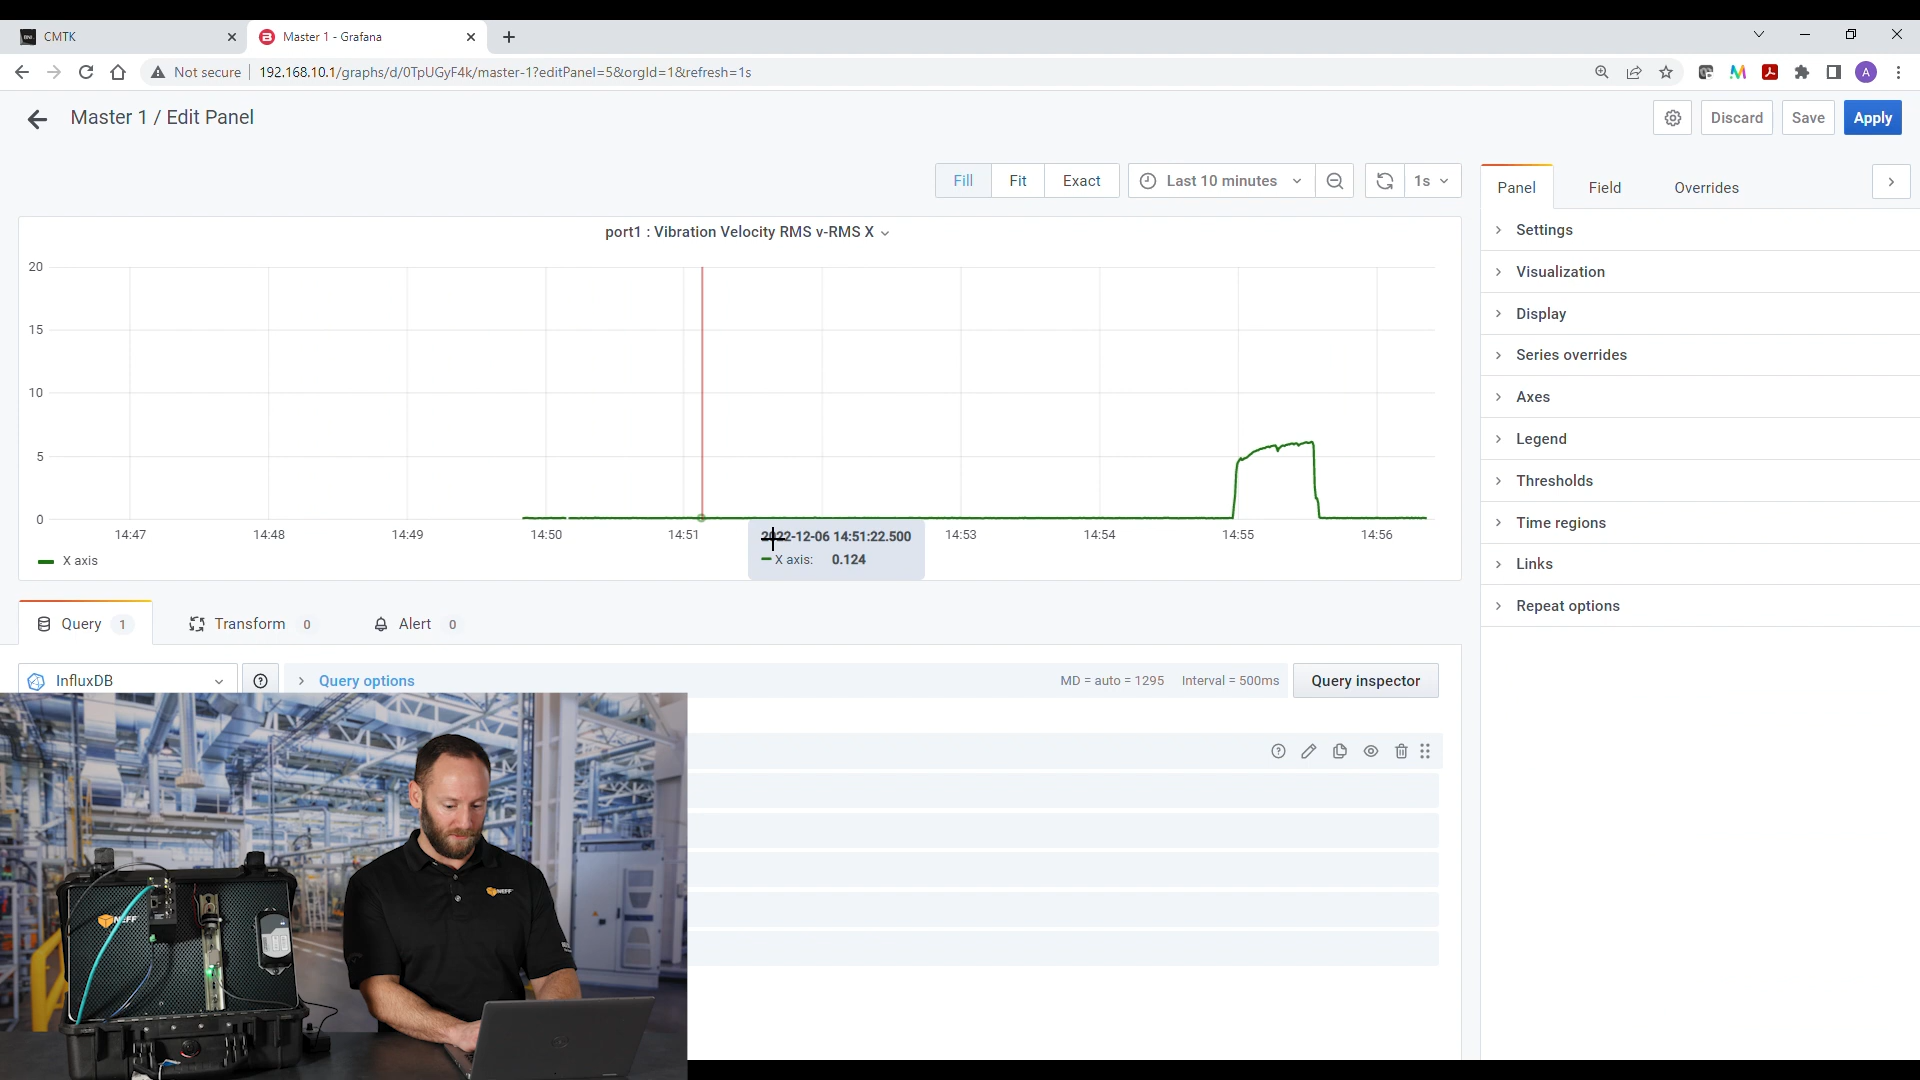 CMTK
Master 1 - Grafana
Not secure
192.168.10.1/graphs/d/0TpUGyF4k/master-1?editPanel=5&orgId=1&refresh=1s
A
Master 1 / Edit Panel
Discard
Save
Apply
Fill
Fit
Exact
Last 10 minutes
1s
Panel
Field
Overrides
port1 : Vibration Velocity RMS v-RMS X
20
15
10
5
0
14:47
14:48
14:49
14:50
14:51
14:53
14:54
14:55
14:56
2022-12-06 14:51:22.500
X axis: 0.124
X axis
Settings
Visualization
Display
Series overrides
Axes
Legend
Thresholds
Time regions
Links
Repeat options
Query 1
Transform 0
Alert 0
InfluxDB
Query options
MD = auto = 1295
Interval = 500ms
Query inspector
NEFF
NEFF